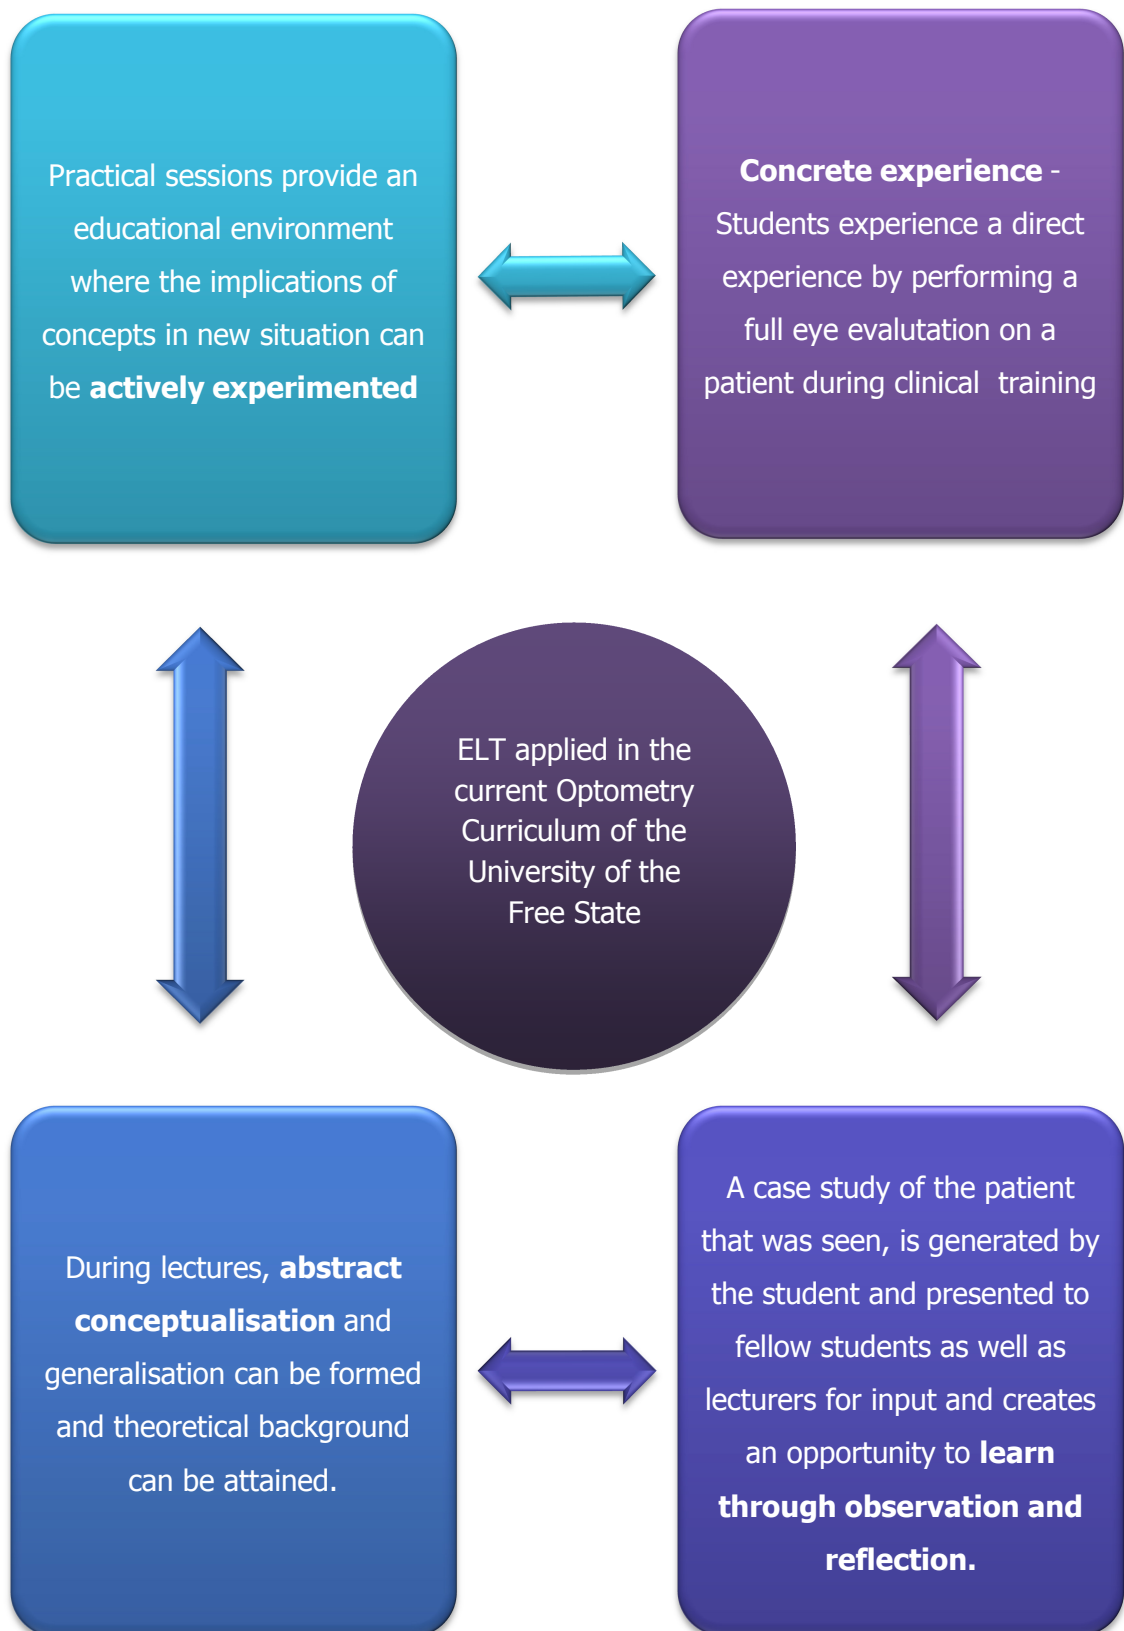 Practical sessions provide an
educational environment
where the implications of
concepts in new situation can
be actively experimented
Concrete experience -
Students experience a direct
experience by performing a
full eye evalutation on a
patient during clinical  training
ELT applied in the
current Optometry
Curriculum of the
University of the
Free State
During lectures, abstract
conceptualisation and
generalisation can be formed
and theoretical background
can be attained.
A case study of the patient
that was seen, is generated by
the student and presented to
fellow students as well as
lecturers for input and creates
an opportunity to learn
through observation and
reflection.